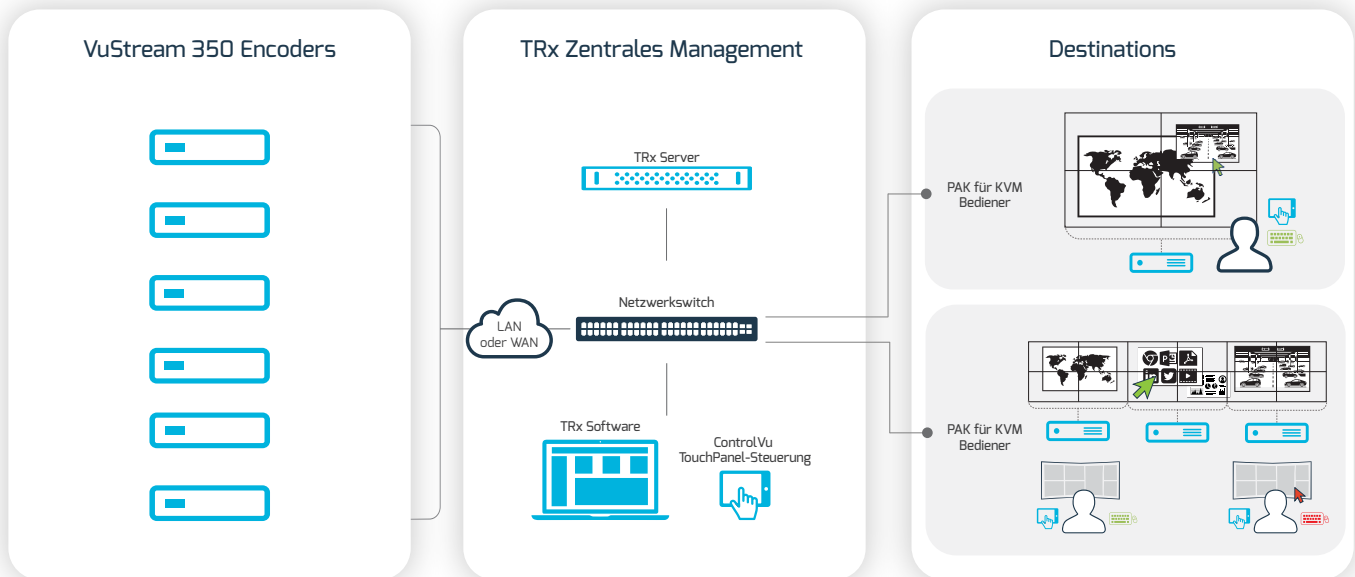 VuStream 350 Encoders
TRx Zentrales Management
TRx Server
Netzwerkswitch
LAN
oder WAN
TRx Software
ControlVu
TouchPanel-Steuerung
Destinations
PAK für KVM
Bediener
PAK für KVM
Bediener